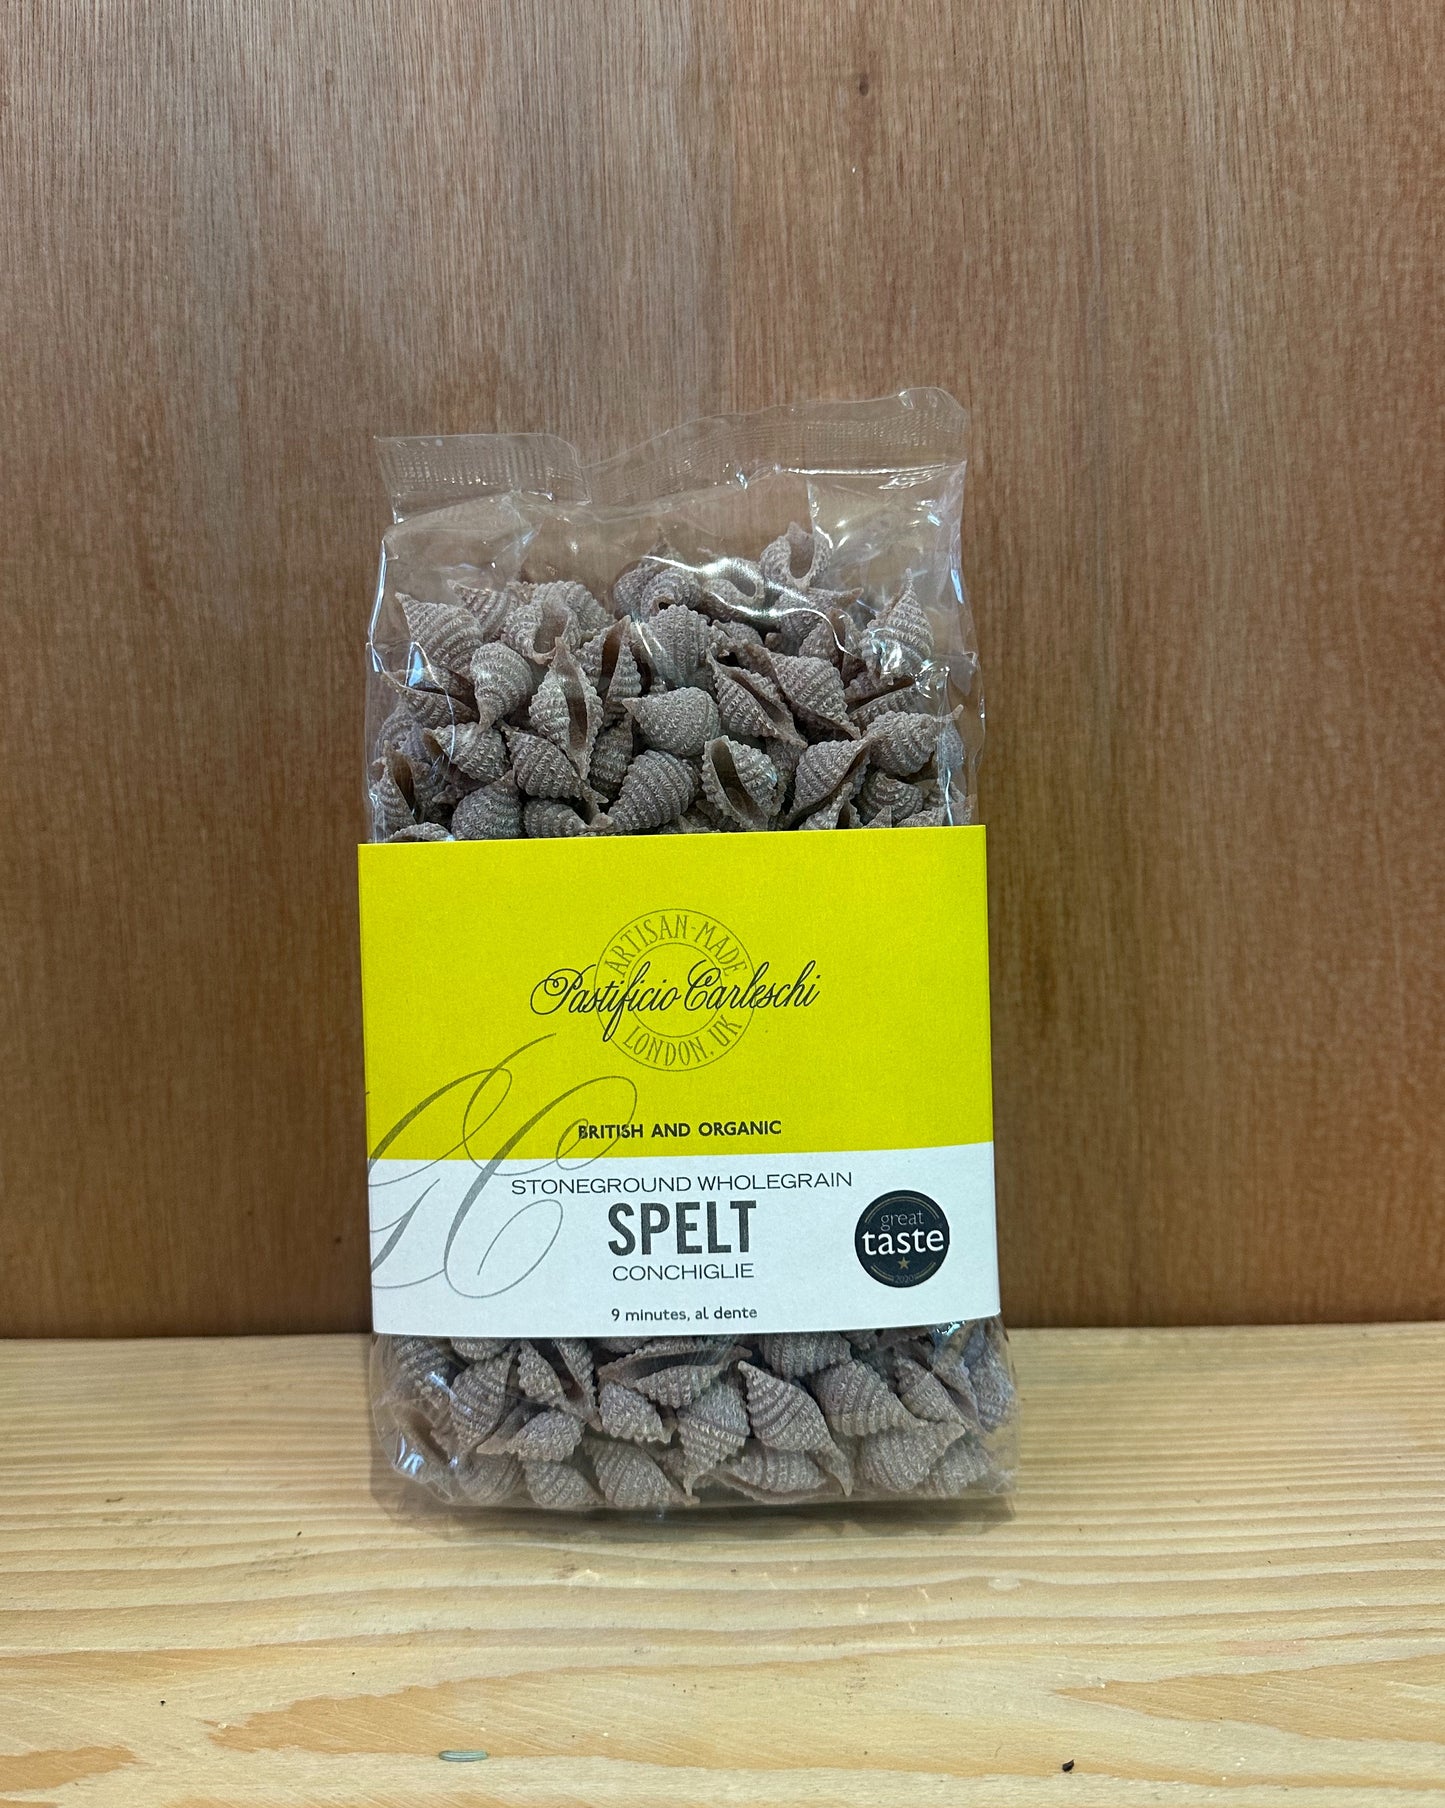 ARTISAN-MADE
Pastificio Carleschi
LONDON, UK
BRITISH AND ORGANIC
STONEGROUND WHOLEGRAIN
SPELT
CONCHIGLIE
9 minutes, al dente
great
taste
2020